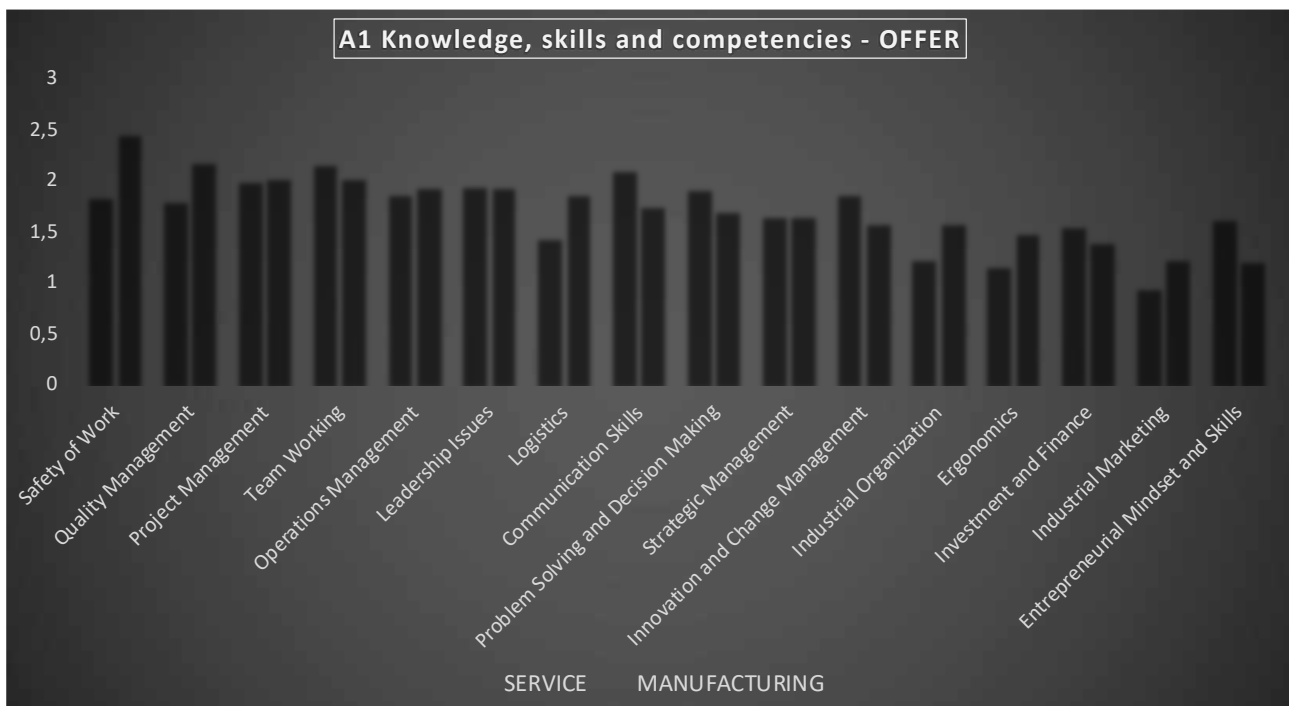 A1 Knowledge, skills and competencies - OFFER
3
2,5
2
1,5
1
0,5
0
Safety of Work
Quality Management
Project Management
Team Working
Operations Management
Leadership Issues
Logistics
Communication Skills
Problem Solving and Decision Making
Strategic Management
Innovation and Change Management
Industrial Organization
Ergonomics
Investment and Finance
Industrial Marketing
Entrepreneurial Mindset and Skills
SERVICE MANUFACTURING